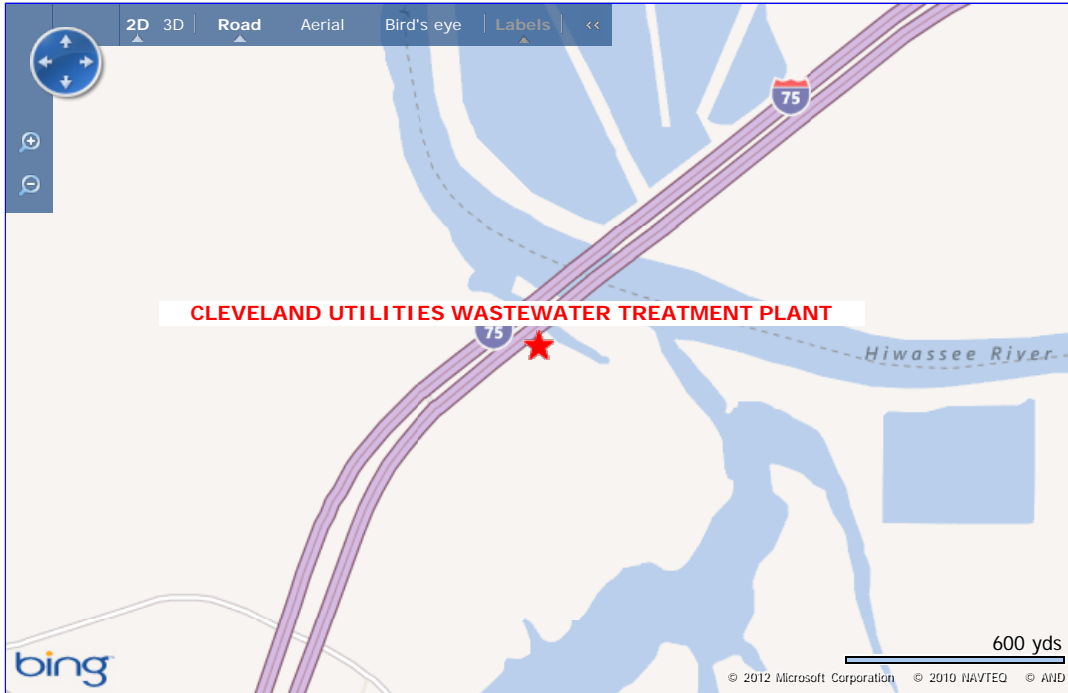 2D 3D Road Aerial Bird's eye Labels <<
75
CLEVELAND UTILITIES WASTEWATER TREATMENT PLANT
75
Hiwassee River
600 yds
bing™
© 2012 Microsoft Corporation © 2010 NAVTEQ © AND